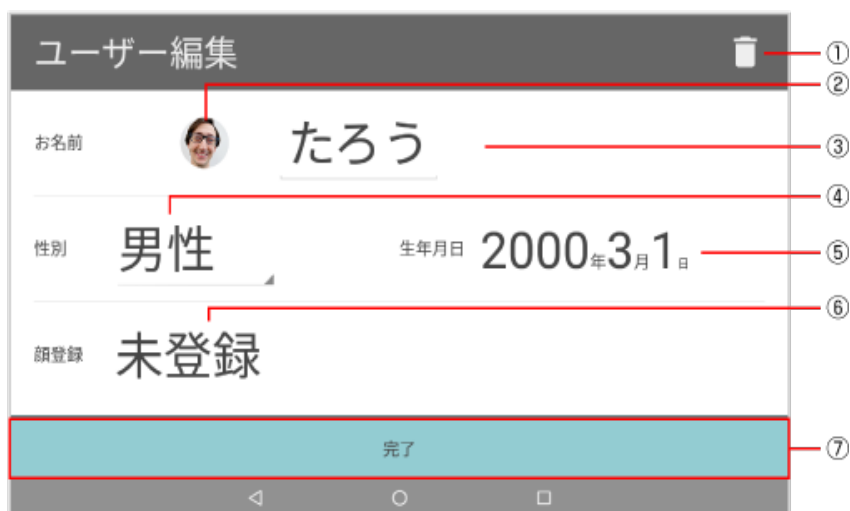 ユーザー編集
①
②
お名前 たろう
③
④
性別 男性 生年月日 2000年3月1日
⑤
⑥
顔登録 未登録
完了
⑦